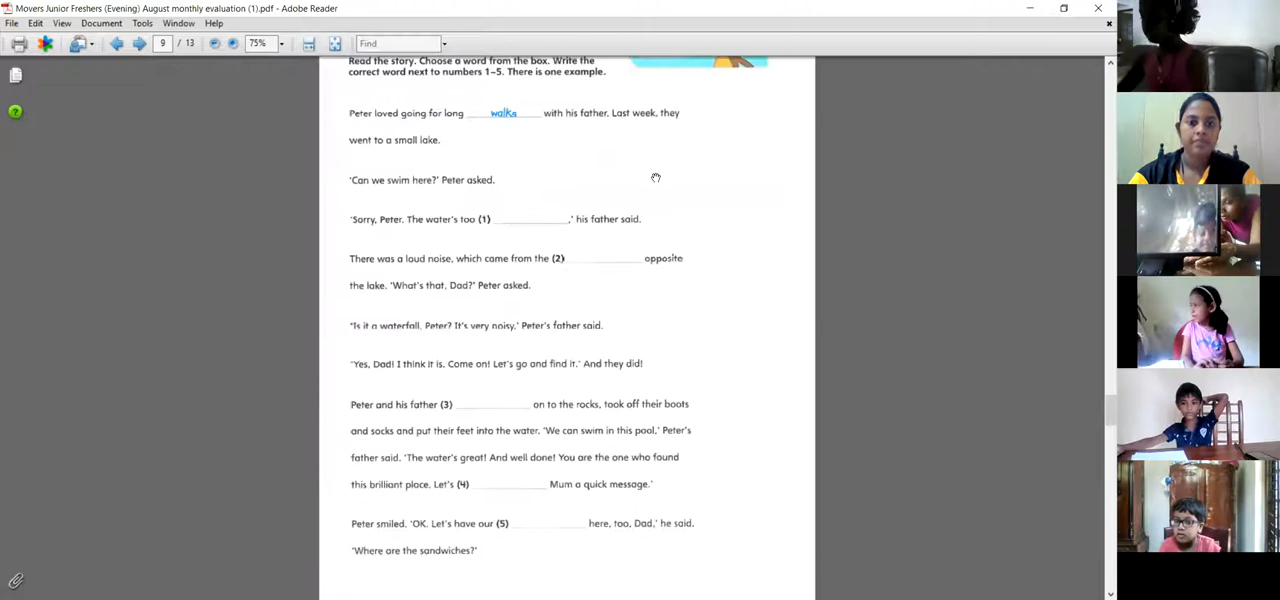 Movers Junior Freshers (Evening) August monthly evaluation (1).pdf - Adobe Reader
File Edit View Document Tools Window Help
9 / 13 75% Find
Read the story. Choose a word from the box. Write the
correct word next to numbers 1–5. There is one example.
Peter loved going for long walks with his father. Last week, they
went to a small lake.
'Can we swim here?' Peter asked.
'Sorry, Peter. The water's too (1) ,' his father said.
There was a loud noise, which came from the (2) opposite
the lake. 'What's that, Dad?' Peter asked.
'Is it a waterfall, Peter? It's very noisy.' Peter's father said.
'Yes, Dad! I think it is. Come on! Let's go and find it.' And they did!
Peter and his father (3) on to the rocks, took off their boots
and socks and put their feet into the water. 'We can swim in this pool,' Peter's
father said. 'The water's great! And well done! You are the one who found
this brilliant place. Let's (4) Mum a quick message.'
Peter smiled. 'OK. Let's have our (5) here, too, Dad,' he said.
'Where are the sandwiches?'